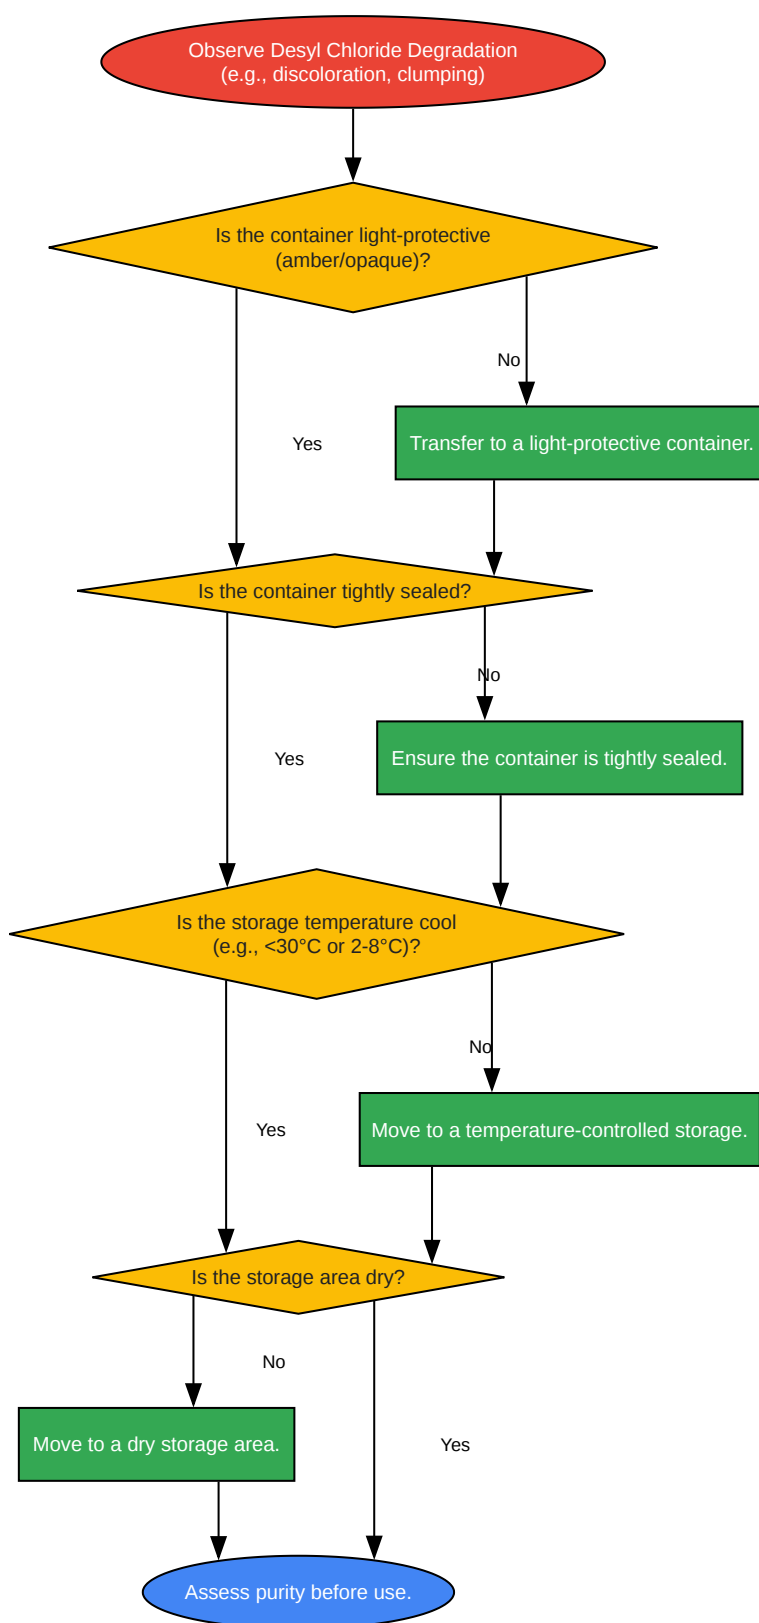 Observe Desyl Chloride Degradation
(e.g., discoloration, clumping)
Is the container light-protective
(amber/opaque)?
No
Yes
Transfer to a light-protective container.
Is the container tightly sealed?
No
Yes
Ensure the container is tightly sealed.
Is the storage temperature cool
(e.g., <30°C or 2-8°C)?
No
Yes
Move to a temperature-controlled storage.
Is the storage area dry?
No
Move to a dry storage area.
Yes
Assess purity before use.